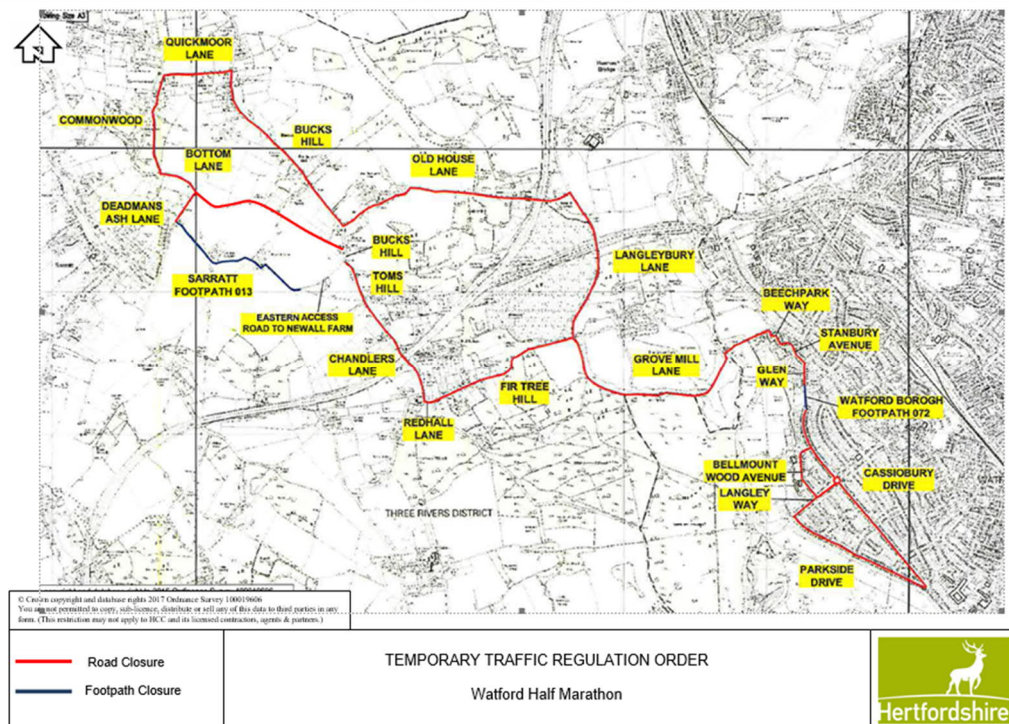 N
QUICKMOOR
LANE
COMMONWOOD
BUCKS
HILL
BOTTOM
LANE
OLD HOUSE
LANE
DEADMANS
ASH LANE
BUCKS
HILL
LANGLEYBURY
LANE
SARRATT
FOOTPATH 013
TOMS
HILL
BEECHPARK
WAY
EASTERN ACCESS
ROAD TO NEWALL FARM
STANBURY
AVENUE
CHANDLERS
LANE
GROVE MILL
LANE
GLEN
WAY
FIR TREE
HILL
WATFORD BOROGH
FOOTPATH 072
REDHALL
LANE
BELLMOUNT
WOOD AVENUE
CASSIOBURY
DRIVE
LANGLEY
WAY
THREE RIVERS DISTRICT
PARKSIDE
DRIVE
© Crown copyright and database rights 2017 Ordnance Survey 100019606
You are not permitted to copy, sub-licence, distribute or sell any of this data to third parties in any
form. (This restriction may not apply to HCC and its licensed contractors, agents & partners.)
Road Closure
Footpath Closure
TEMPORARY TRAFFIC REGULATION ORDER
Watford Half Marathon
Hertfordshire